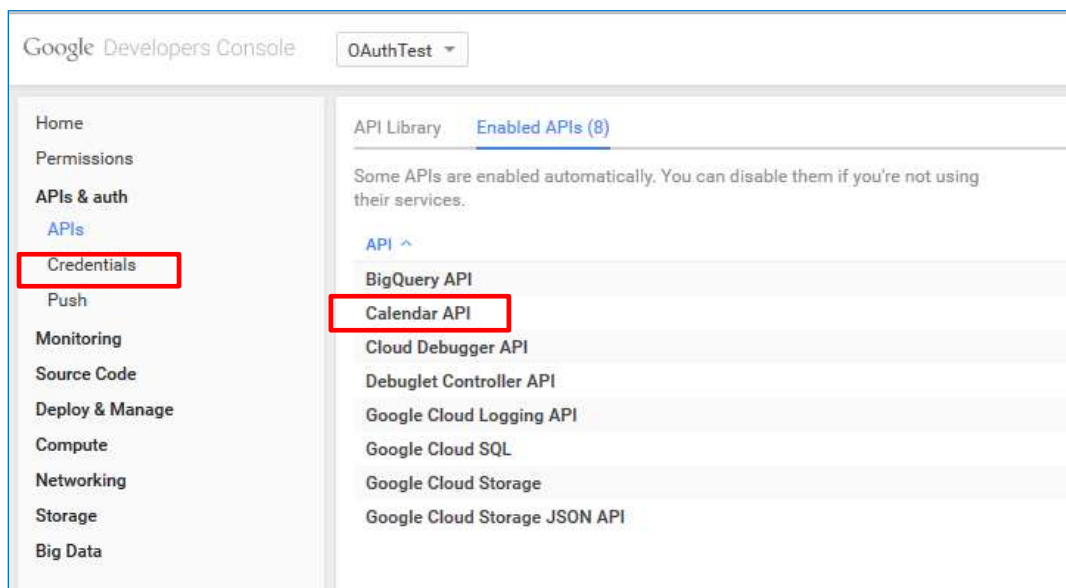 Google Developers Console
OAuthTest
Home
Permissions
APIs & auth
APIs
Credentials
Push
Monitoring
Source Code
Deploy & Manage
Compute
Networking
Storage
Big Data
API Library
Enabled APIs (8)
Some APIs are enabled automatically. You can disable them if you're not using
their services.
API
BigQuery API
Calendar API
Cloud Debugger API
Debuglet Controller API
Google Cloud Logging API
Google Cloud SQL
Google Cloud Storage
Google Cloud Storage JSON API